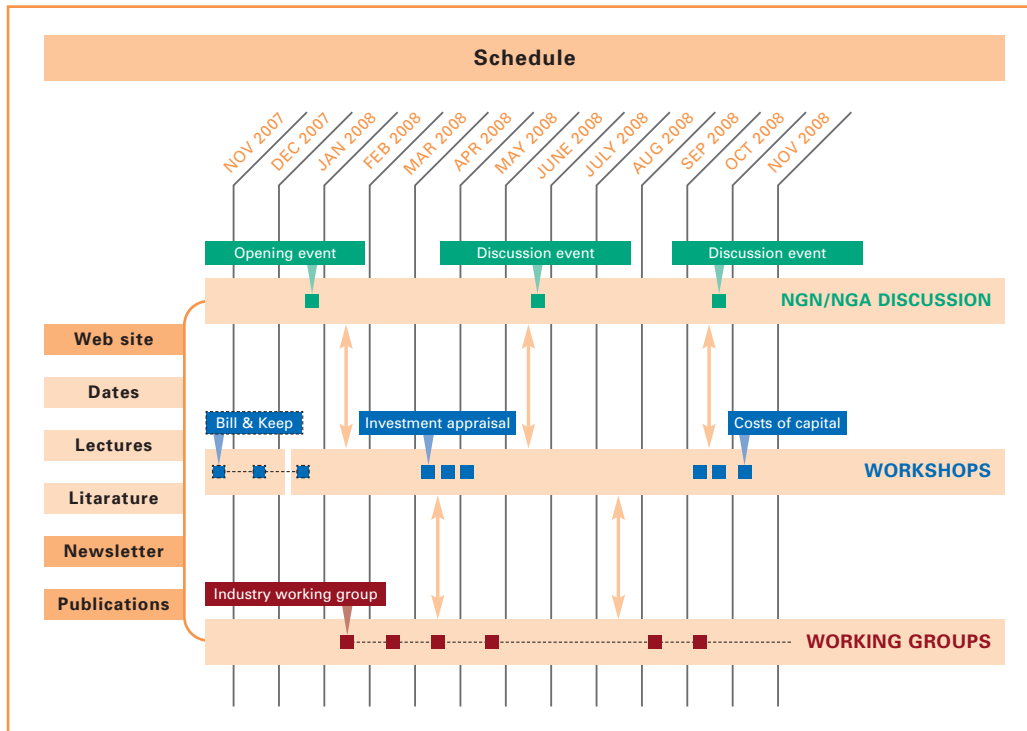 Schedule
NOV 2007
DEC 2007
JAN 2008
FEB 2008
MAR 2008
APR 2008
MAY 2008
JUNE 2008
JULY 2008
AUG 2008
SEP 2008
OCT 2008
NOV 2008
Opening event
Discussion event
Discussion event
NGN/NGA DISCUSSION
Web site
Dates
Lectures
Litarature
Newsletter
Publications
Bill & Keep
Investment appraisal
Costs of capital
WORKSHOPS
Industry working group
WORKING GROUPS